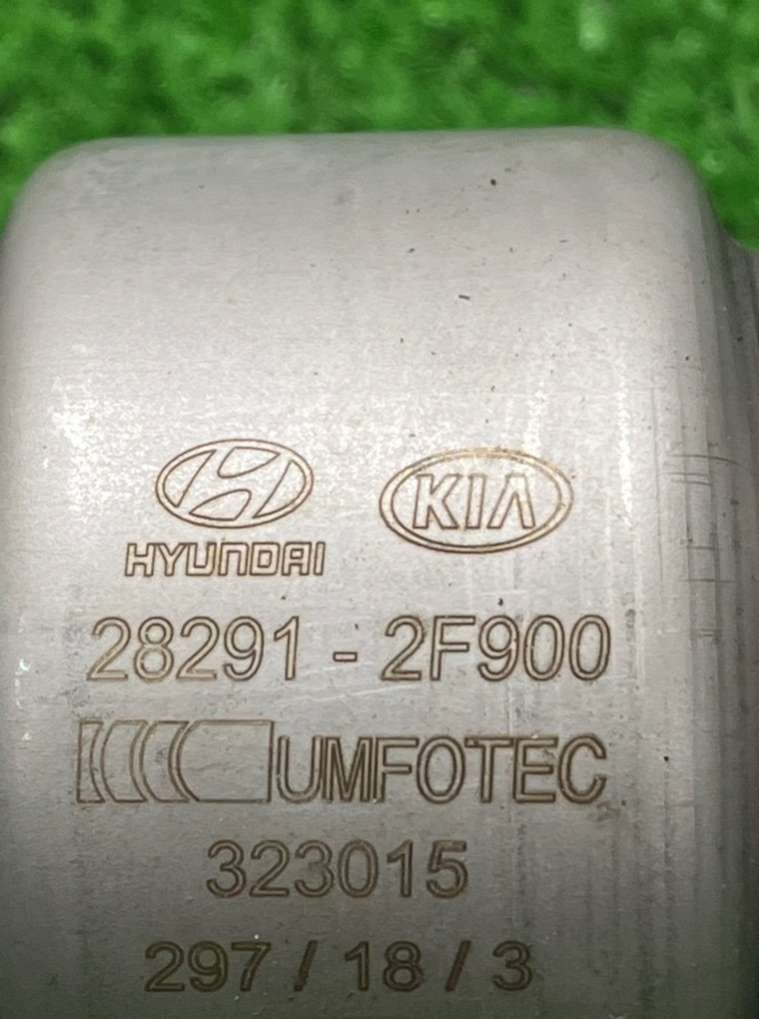 HYUNDAI KIA
28291 - 2F900
UMFOTEC
323015
297 / 18 / 3